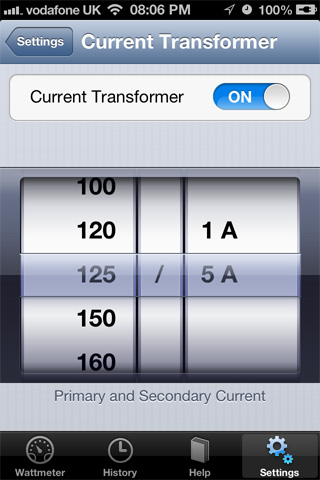 vodafone UK 08:06 PM 100%
Settings Current Transformer
Current Transformer ON
100
120 1 A
125 / 5 A
150
160
Primary and Secondary Current
Wattmeter History Help Settings